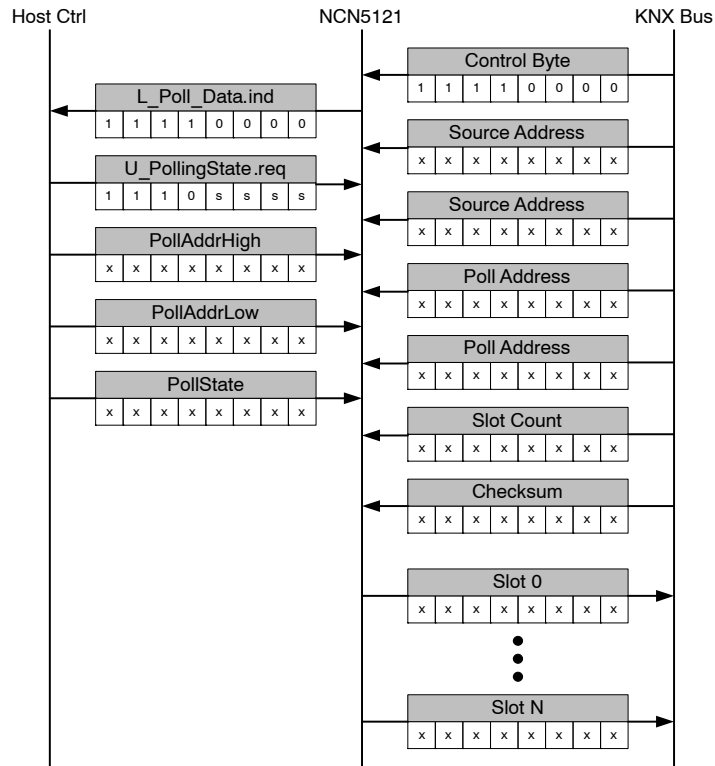 Host Ctrl NCN5121 KNX Bus
Control Byte
1 1 1 1 0 0 0 0
L_Poll_Data.ind
1 1 1 1 0 0 0 0
Source Address
x x x x x x x x
U_PollingState.req
1 1 1 0 s s s s
Source Address
x x x x x x x x
PollAddrHigh
x x x x x x x x
Poll Address
x x x x x x x x
PollAddrLow
x x x x x x x x
Poll Address
x x x x x x x x
PollState
x x x x x x x x
Slot Count
x x x x x x x x
Checksum
x x x x x x x x
Slot 0
x x x x x x x x
Slot N
x x x x x x x x